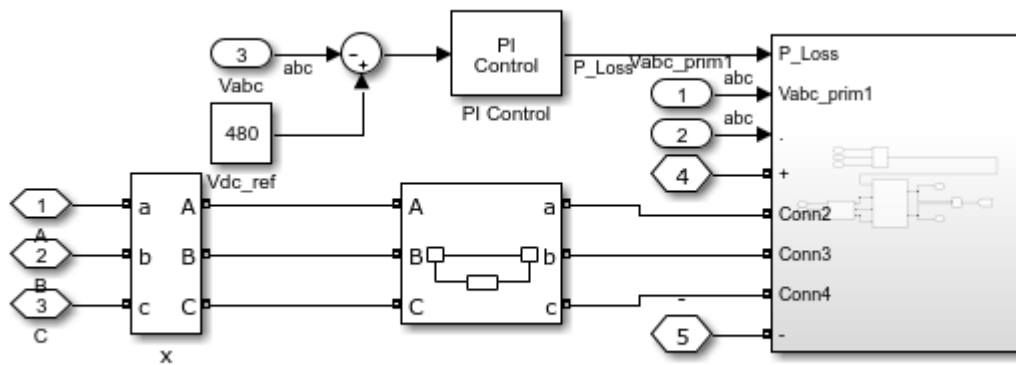 3
abc
Vabc
-
+
PI
Control
PI Control
P_Loss
Vabc_prim1
480
Vdc_ref
1
abc
2
abc
4
5
-
P_Loss
Vabc_prim1
.
+
Conn2
Conn3
Conn4
-
1
A
2
B
3
C
a A
b B
c C
x
A a
B b
C c